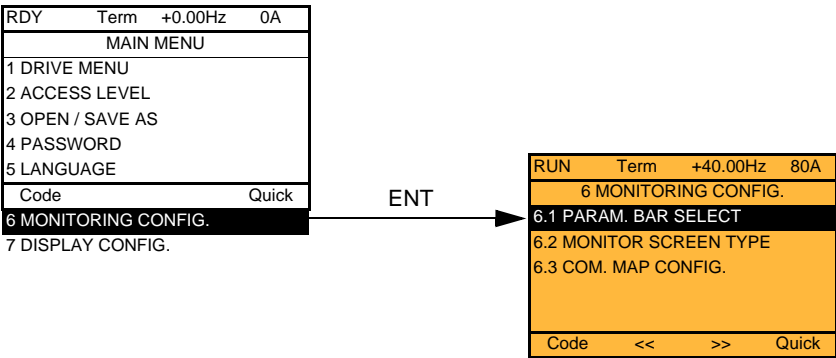 RDY Term +0.00Hz 0A
MAIN MENU
1 DRIVE MENU
2 ACCESS LEVEL
3 OPEN / SAVE AS
4 PASSWORD
5 LANGUAGE
Code Quick
6 MONITORING CONFIG.
7 DISPLAY CONFIG.
ENT
RUN Term +40.00Hz 80A
6 MONITORING CONFIG.
6.1 PARAM. BAR SELECT
6.2 MONITOR SCREEN TYPE
6.3 COM. MAP CONFIG.
Code << >> Quick